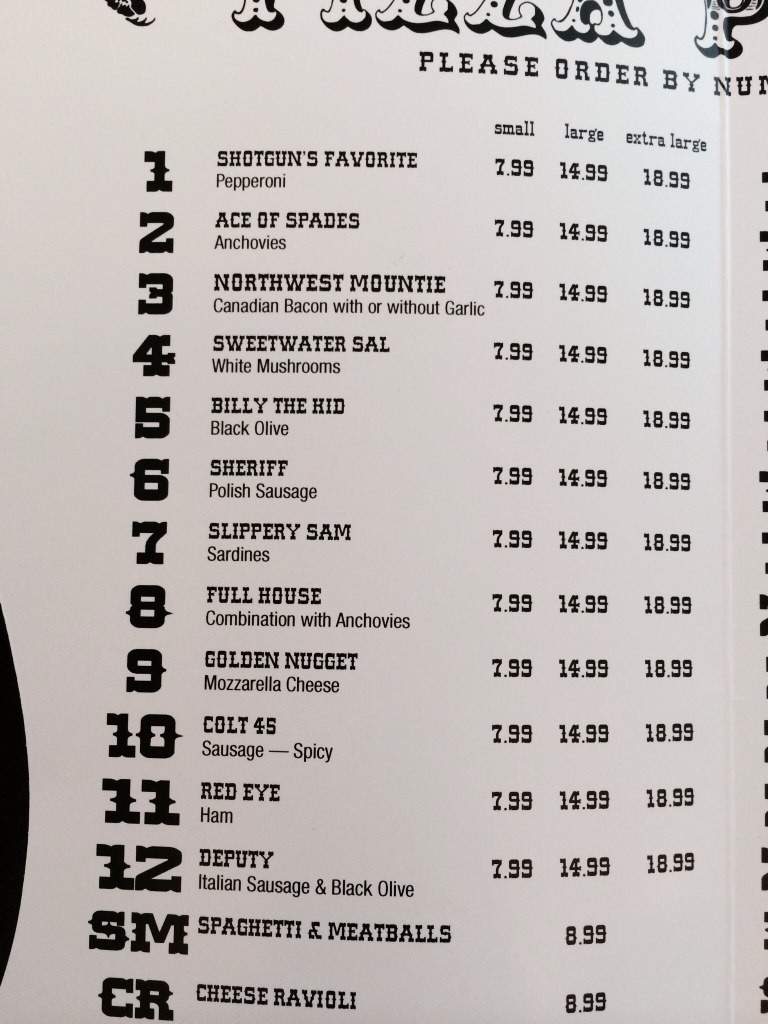 PIZZA
PLEASE ORDER BY
small large extra large
1 SHOTGUN'S FAVORITE 7.99 14.99 18.99
Pepperoni
2 ACE OF SPADES 7.99 14.99 18.99
Anchovies
3 NORTHWEST MOUNTIE 7.99 14.99 18.99
Canadian Bacon with or without Garlic
4 SWEETWATER SAL 7.99 14.99 18.99
White Mushrooms
5 BILLY THE KID 7.99 14.99 18.99
Black Olive
6 SHERIFF 7.99 14.99 18.99
Polish Sausage
7 SLIPPERY SAM 7.99 14.99 18.99
Sardines
8 FULL HOUSE 7.99 14.99 18.99
Combination with Anchovies
9 GOLDEN NUGGET 7.99 14.99 18.99
Mozzarella Cheese
10 COLT 45 7.99 14.99 18.99
Sausage — Spicy
11 RED EYE 7.99 14.99 18.99
Ham
12 DEPUTY 7.99 14.99 18.99
Italian Sausage & Black Olive
SM SPAGHETTI & MEATBALLS 8.99
CR CHEESE RAVIOLI 8.99